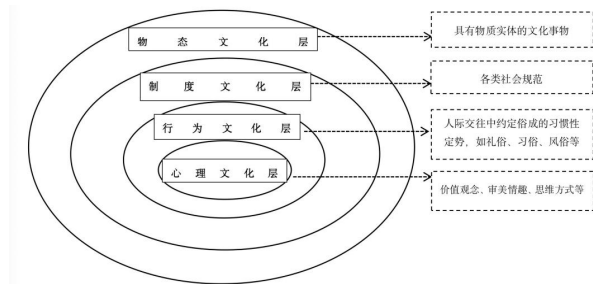 物态文化层
具有物质实体的文化事物
制度文化层
各类社会规范
行为文化层
人际交往中约定俗成的习惯性
定势，如礼俗、习俗、风俗等
心理文化层
价值观念、审美情趣、思维方式等